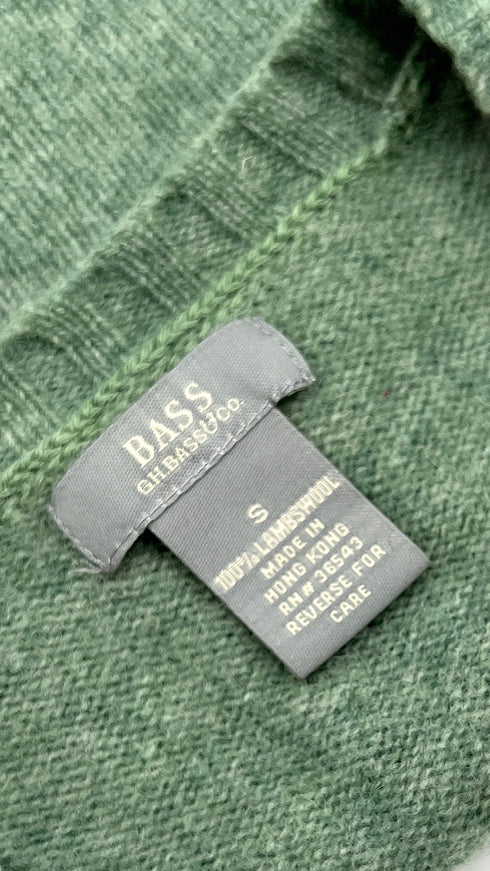 BASS
G.H.BASS&CO.
S
100% LAMBSWOOL
MADE IN
HONG KONG
RN# 36543
REVERSE FOR
CARE